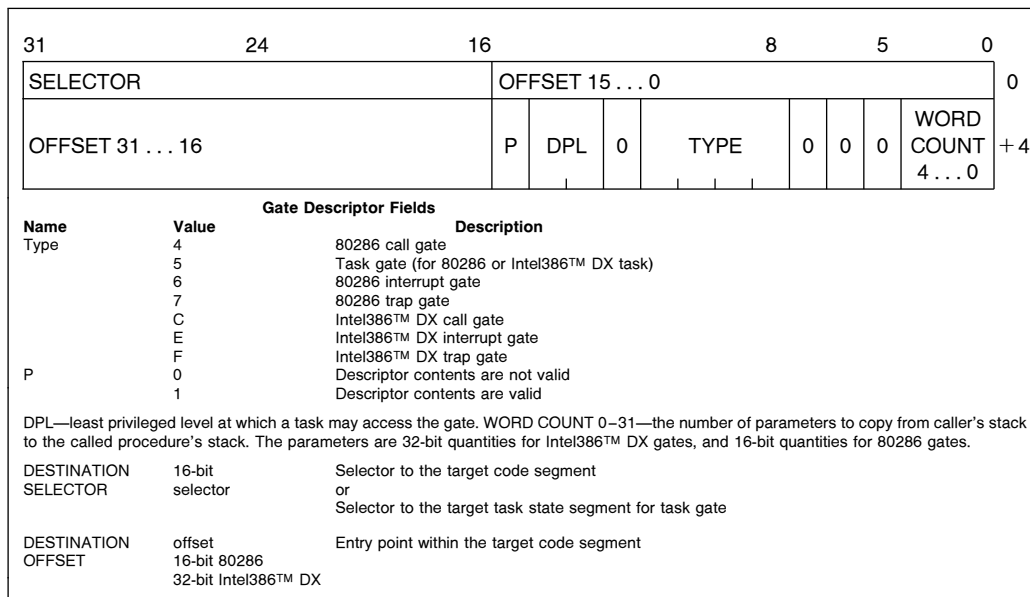 31 24 16 8 5 0
SELECTOR OFFSET 15 . . . 0 0
OFFSET 31 . . . 16 P DPL 0 TYPE 0 0 0 WORD COUNT 4 . . . 0 +4
Gate Descriptor Fields
Name Value Description
Type 4 80286 call gate
5 Task gate (for 80286 or Intel386™ DX task)
6 80286 interrupt gate
7 80286 trap gate
C Intel386™ DX call gate
E Intel386™ DX interrupt gate
F Intel386™ DX trap gate
P 0 Descriptor contents are not valid
1 Descriptor contents are valid
DPL—least privileged level at which a task may access the gate. WORD COUNT 0–31—the number of parameters to copy from caller's stack
to the called procedure's stack. The parameters are 32-bit quantities for Intel386™ DX gates, and 16-bit quantities for 80286 gates.
DESTINATION 16-bit Selector to the target code segment
SELECTOR selector or
Selector to the target task state segment for task gate
DESTINATION offset Entry point within the target code segment
OFFSET 16-bit 80286
32-bit Intel386™ DX